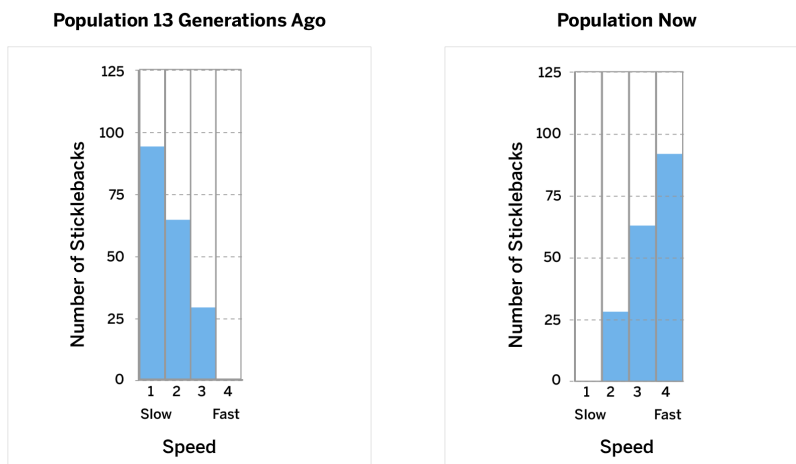 Population 13 Generations Ago
Number of Sticklebacks
125
100
75
50
25
0
1 2 3 4
Slow Fast
Speed
Population Now
Number of Sticklebacks
125
100
75
50
25
0
1 2 3 4
Slow Fast
Speed